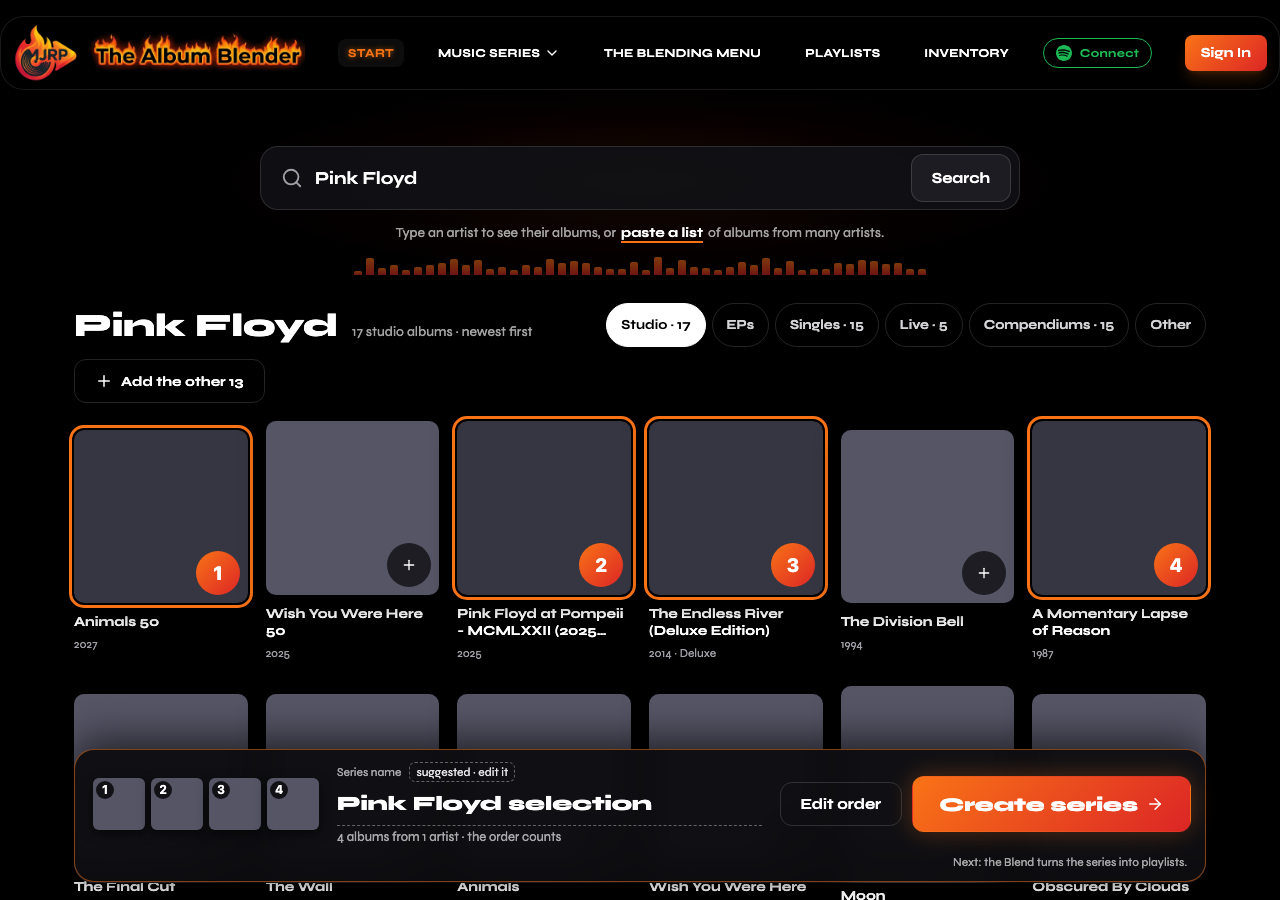 JRP
The Album Blender
START
MUSIC SERIES
THE BLENDING MENU
PLAYLISTS
INVENTORY
Connect
Sign In
Pink Floyd
Search
Type an artist to see their albums, or paste a list of albums from many artists.
Pink Floyd
17 studio albums · newest first
Studio · 17
EPs
Singles · 15
Live · 5
Compendiums · 15
Other
+ Add the other 13
1
+
2
3
+
4
Animals 50
2027
Wish You Were Here
50
2025
Pink Floyd at Pompeii
- MCMLXXII (2025...
2025
The Endless River
(Deluxe Edition)
2014 · Deluxe
The Division Bell
1994
A Momentary Lapse
of Reason
1987
1
2
3
4
Series name
suggested · edit it
Pink Floyd selection
4 albums from 1 artist · the order counts
Edit order
Create series →
Next: the Blend turns the series into playlists.
The Final Cut
The Wall
Animals
Wish You Were Here
Moon
Obscured By Clouds